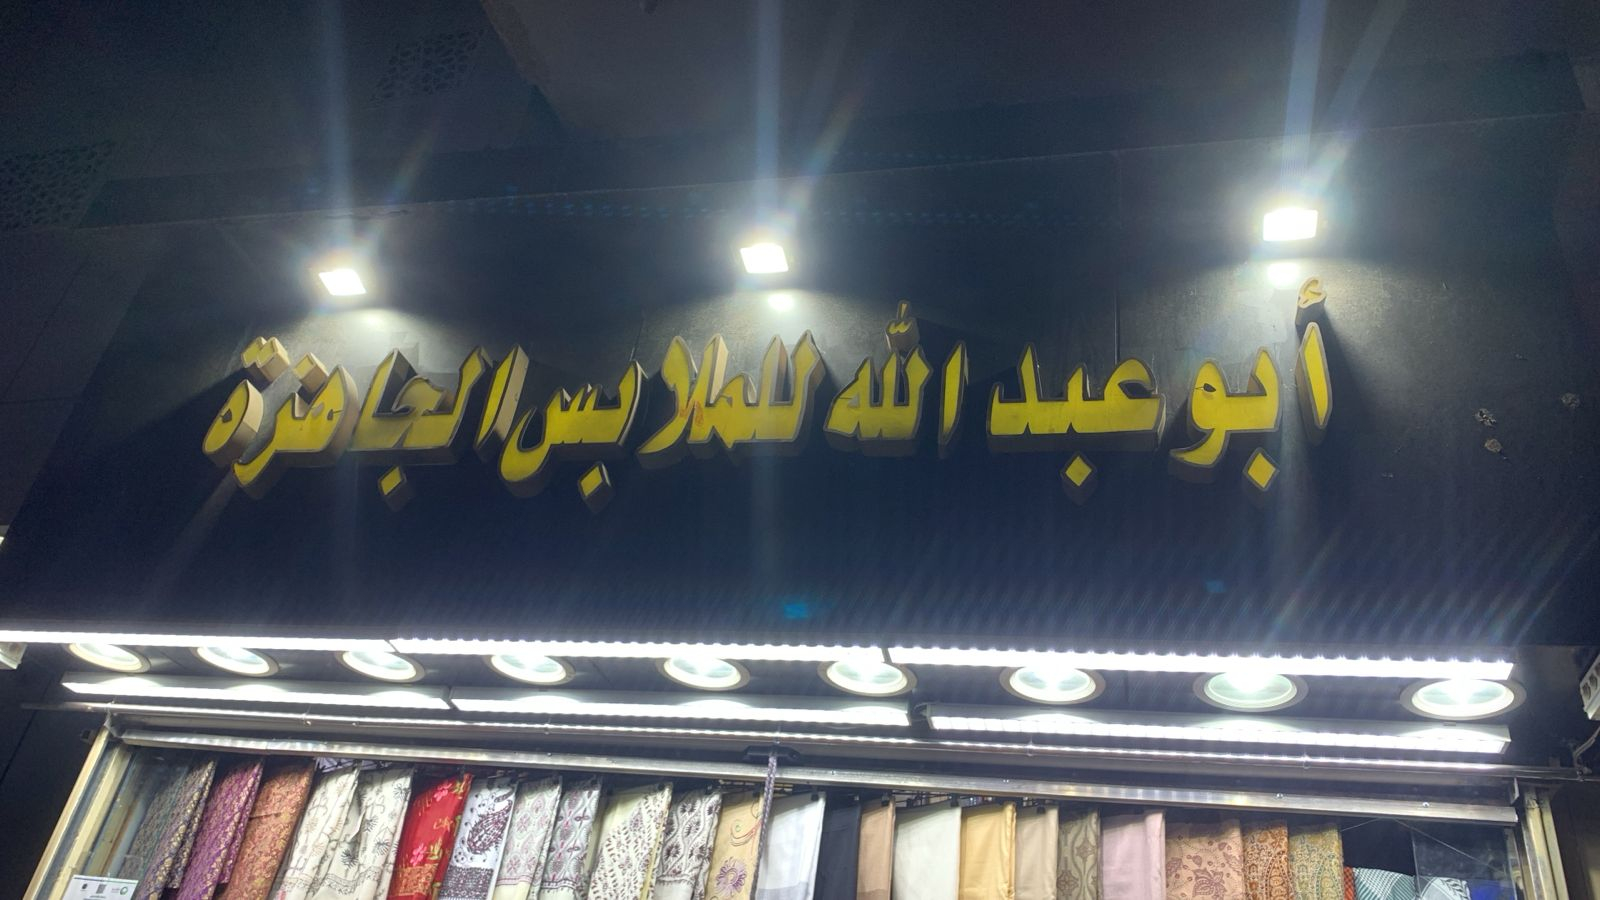 أبو عبد الله للملابس الجاهزة